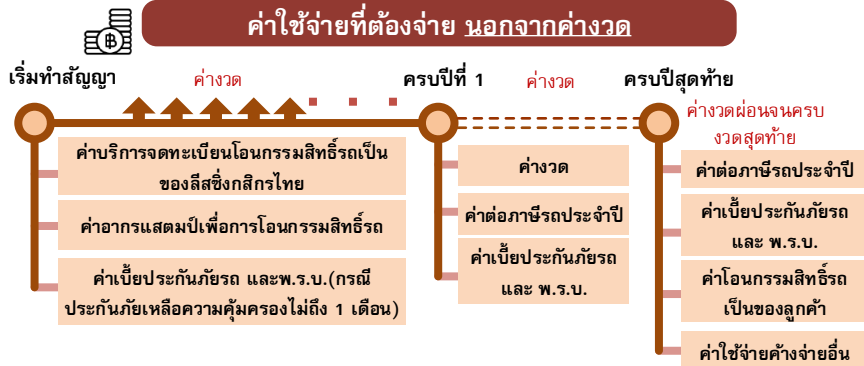 ค่าใช้จ่ายที่ต้องจ่าย นอกจากค่างวด
เริ่มทำสัญญา
ค่างวด
ครบปีที่ 1
ค่างวด
ครบปีสุดท้าย
ค่างวดผ่อนจนครบ
งวดสุดท้าย
ค่าบริการจดทะเบียนโอนกรรมสิทธิ์รถเป็น
ของลีสซิ่งกสิกรไทย
ค่าอากรแสตมป์เพื่อการโอนกรรมสิทธิ์รถ
ค่าเบี้ยประกันภัยรถ และพ.ร.บ.(กรณี
ประกันภัยเหลือความคุ้มครองไม่ถึง 1 เดือน)
ค่างวด
ค่าต่อภาษีรถประจำปี
ค่าเบี้ยประกันภัยรถ
และ พ.ร.บ.
ค่าต่อภาษีรถประจำปี
ค่าเบี้ยประกันภัยรถ
และ พ.ร.บ.
ค่าโอนกรรมสิทธิ์รถ
เป็นของลูกค้า
ค่าใช้จ่ายค้างจ่ายอื่น